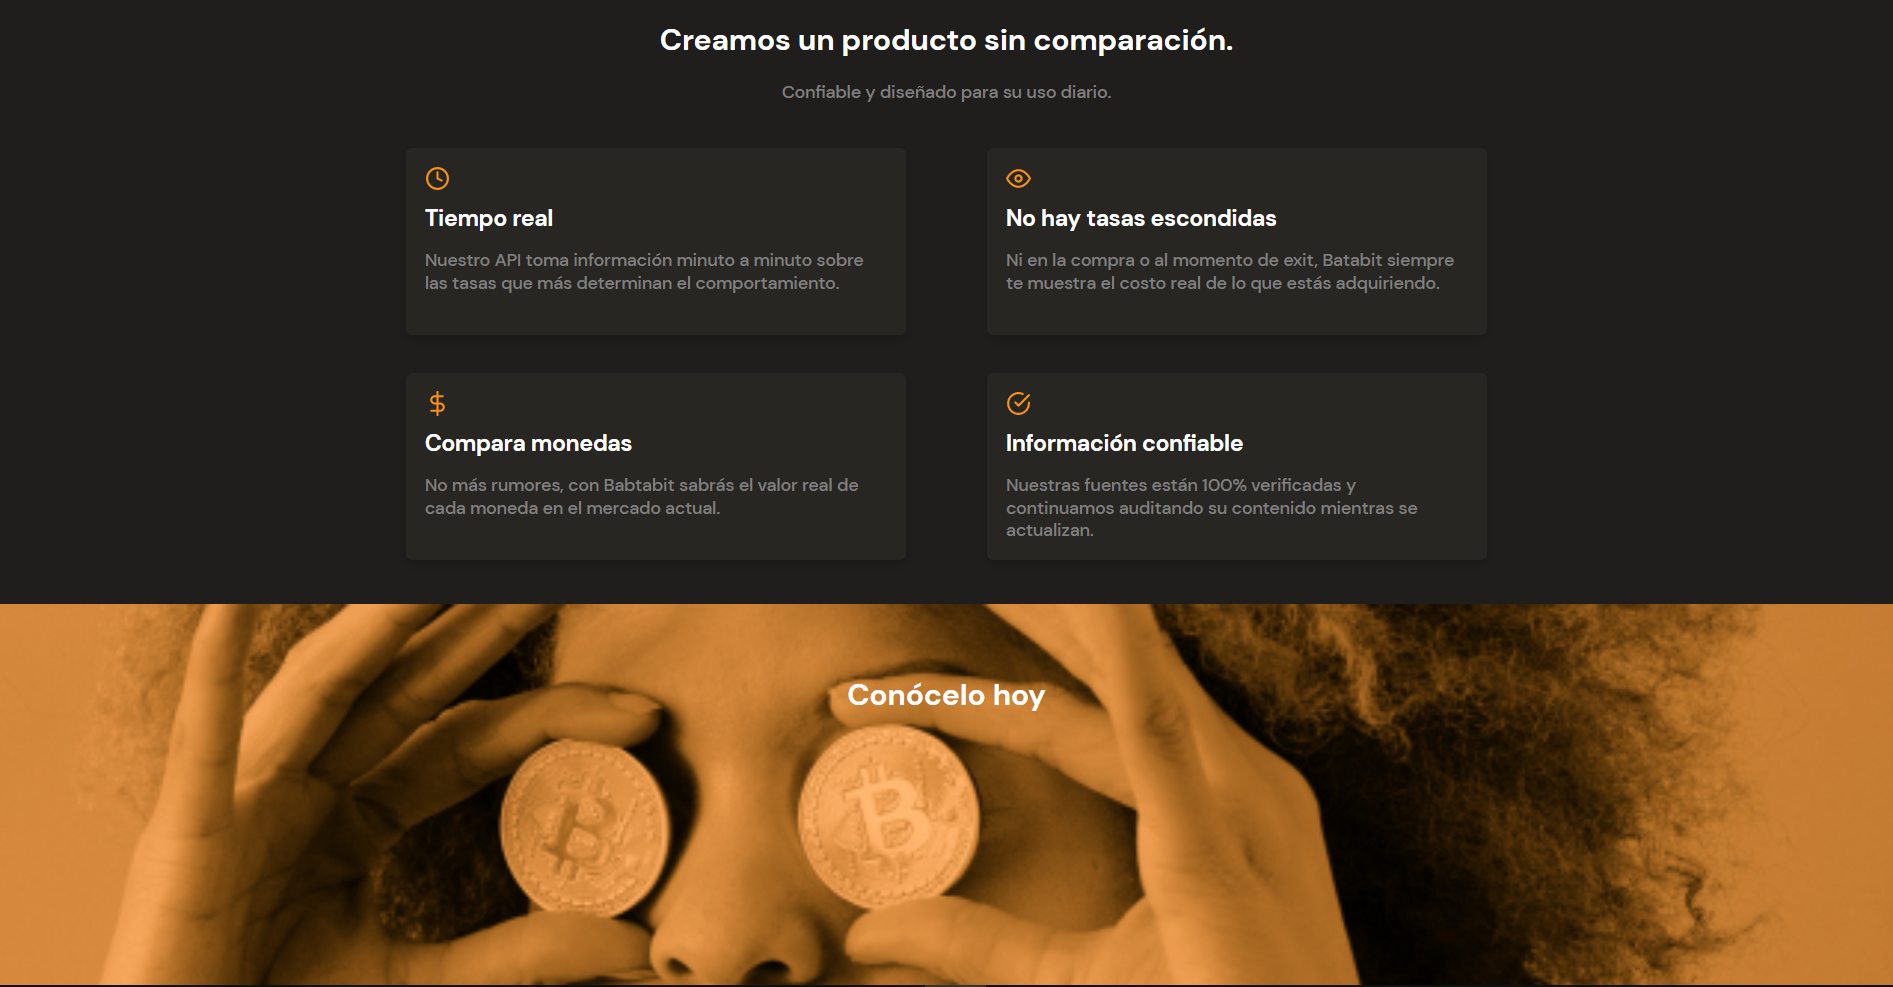 Creamos un producto sin comparación.
Confiable y diseñado para su uso diario.
Tiempo real
Nuestro API toma información minuto a minuto sobre
las tasas que más determinan el comportamiento.
No hay tasas escondidas
Ni en la compra o al momento de exit, Batabit siempre
te muestra el costo real de lo que estás adquiriendo.
Compara monedas
No más rumores, con Babtabit sabrás el valor real de
cada moneda en el mercado actual.
Información confiable
Nuestras fuentes están 100% verificadas y
continuamos auditando su contenido mientras se
actualizan.
Conócelo hoy